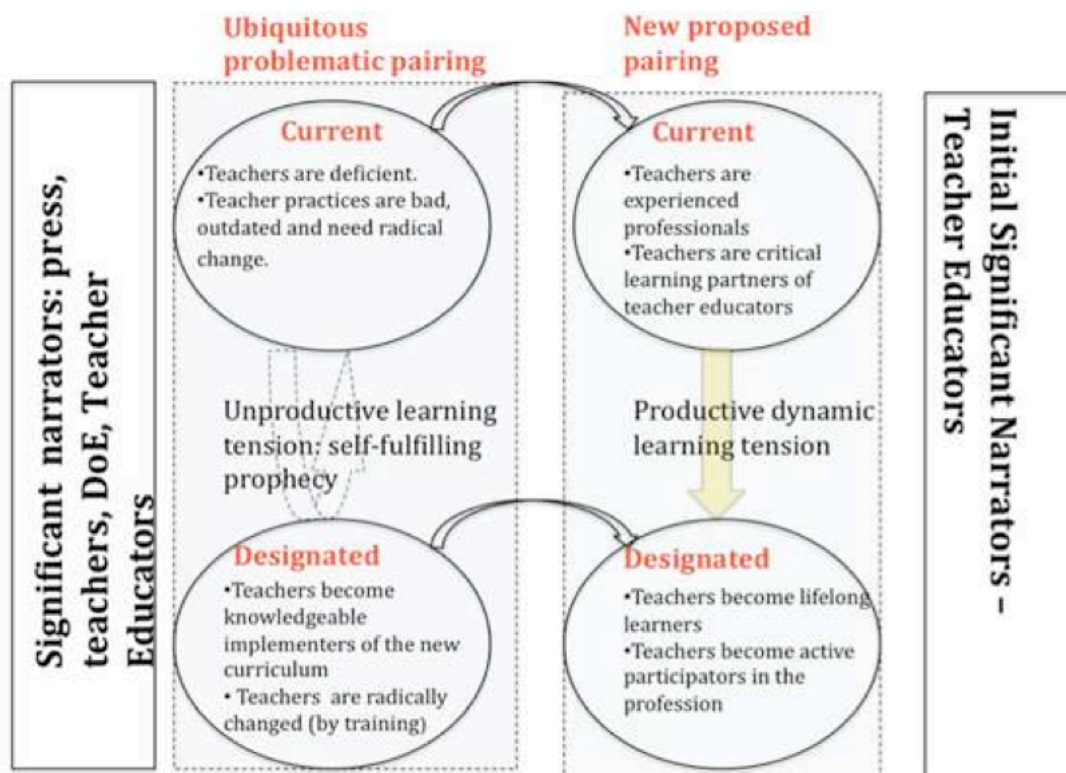 Significant narrators: press,
teachers, DoE, Teacher
Educators
Ubiquitous
problematic pairing
Current
•Teachers are deficient.
•Teacher practices are bad,
outdated and need radical
change.
Unproductive learning
tension: self-fulfilling
prophecy
Designated
•Teachers become
knowledgeable
implementers of the new
curriculum
• Teachers are radically
changed (by training)
New proposed
pairing
Current
•Teachers are
experienced
professionals
•Teachers are critical
learning partners of
teacher educators
Productive dynamic
learning tension
Designated
•Teachers become lifelong
learners
•Teachers become active
participators in the
profession
Initial Significant Narrators –
Teacher Educators